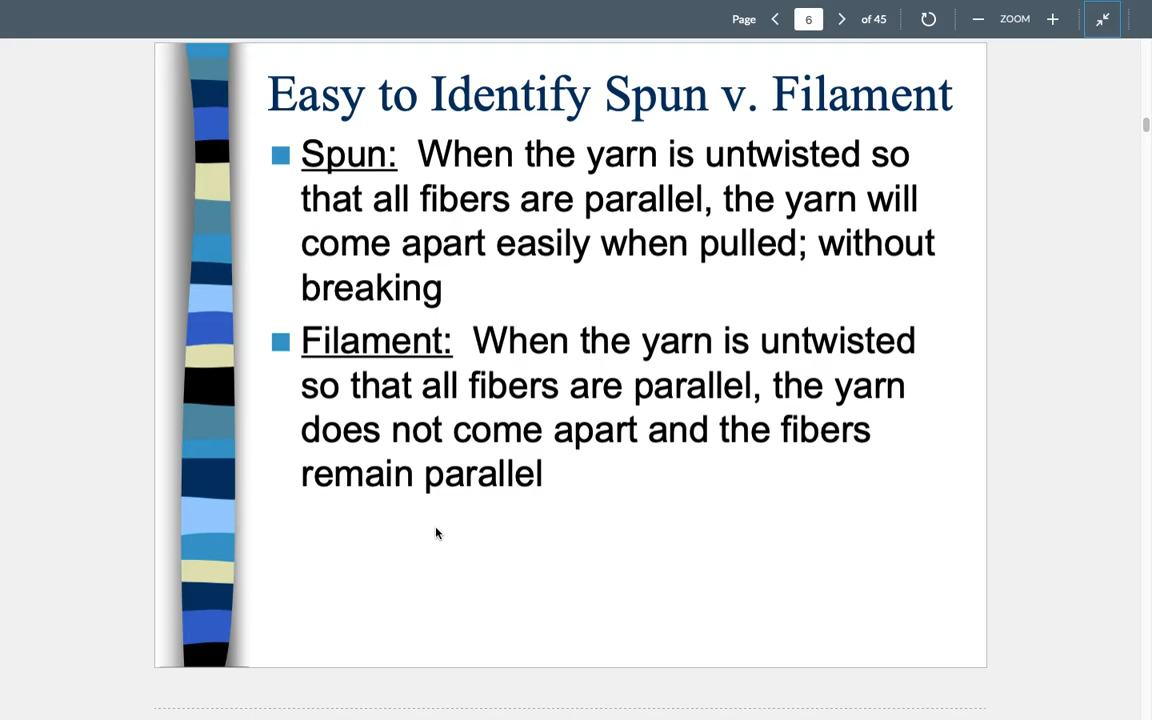 Page 6 of 45 ZOOM
Easy to Identify Spun v. Filament
Spun: When the yarn is untwisted so
that all fibers are parallel, the yarn will
come apart easily when pulled; without
breaking
Filament: When the yarn is untwisted
so that all fibers are parallel, the yarn
does not come apart and the fibers
remain parallel